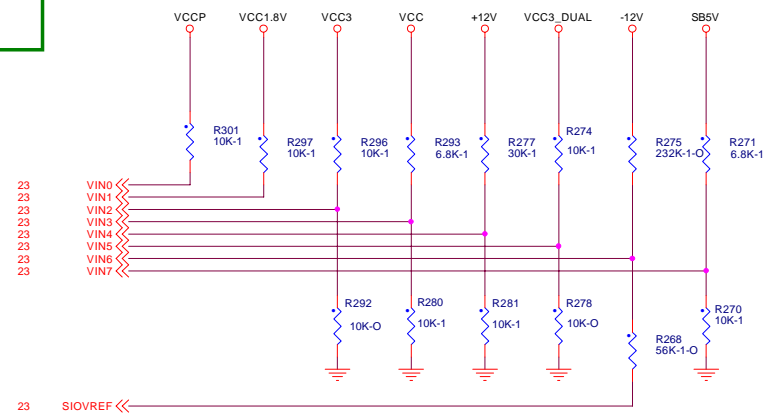 VCCP VCC1.8V VCC3 VCC +12V VCC3_DUAL -12V SB5V
R301 10K-1
R297 10K-1
R296 10K-1
R293 6.8K-1
R277 30K-1
R274 10K-1
R275 232K-1-O
R271 6.8K-1
23 VIN0
23 VIN1
23 VIN2
23 VIN3
23 VIN4
23 VIN5
23 VIN6
23 VIN7
R292 10K-O
R280 10K-1
R281 10K-1
R278 10K-O
R268 56K-1-O
R270 10K-1
23 SIOVREF